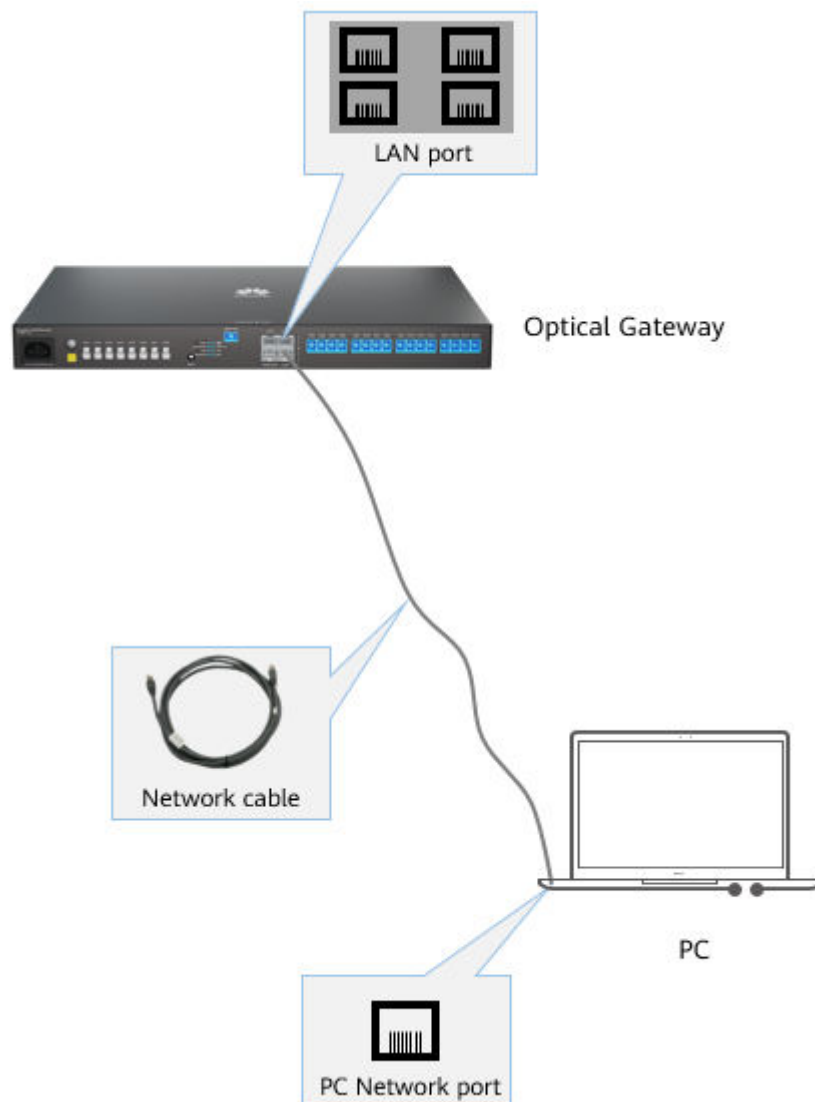 LAN port
Optical Gateway
Network cable
PC
PC Network port